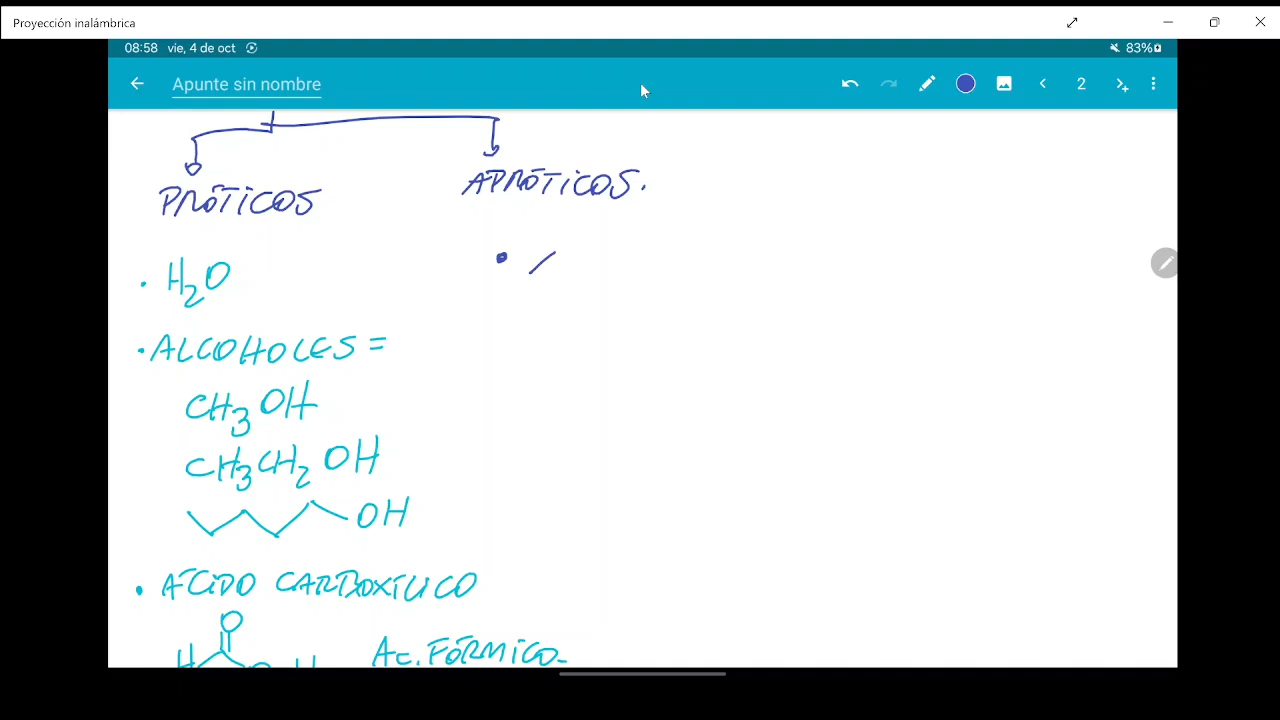 Proyección inalámbrica
08:58 vie, 4 de oct
83%
Apunte sin nombre
2
PRÓTICOS
APRÓTICOS.
• H2O
• ALCOHOLES =
CH3OH
CH3CH2OH
OH
• ÁCIDO CARBOXÍLICO
O
H
Ac. FÓRMICO